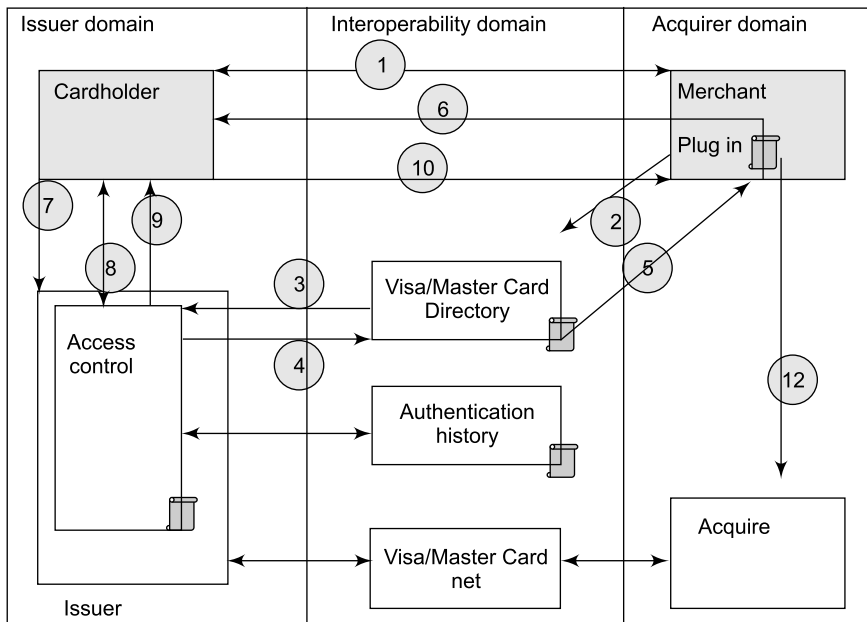 Issuer domain
Interoperability domain
Acquirer domain
1
Cardholder
Merchant
6
Plug in
10
7
9
2
8
3
Visa/Master Card
Directory
5
Access
control
4
12
Authentication
history
Acquire
Visa/Master Card
net
Issuer